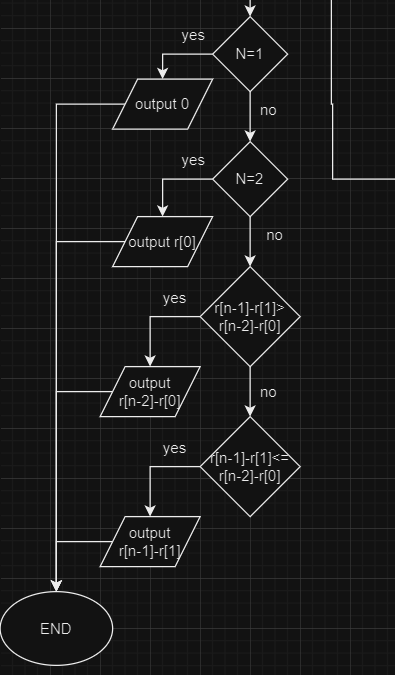 yes
N=1
output 0
no
yes
N=2
output r[0]
no
r[n-1]-r[1]>
r[n-2]-r[0]
yes
output
r[n-2]-r[0]
no
r[n-1]-r[1]<=
r[n-2]-r[0]
yes
output
r[n-1]-r[1]
END